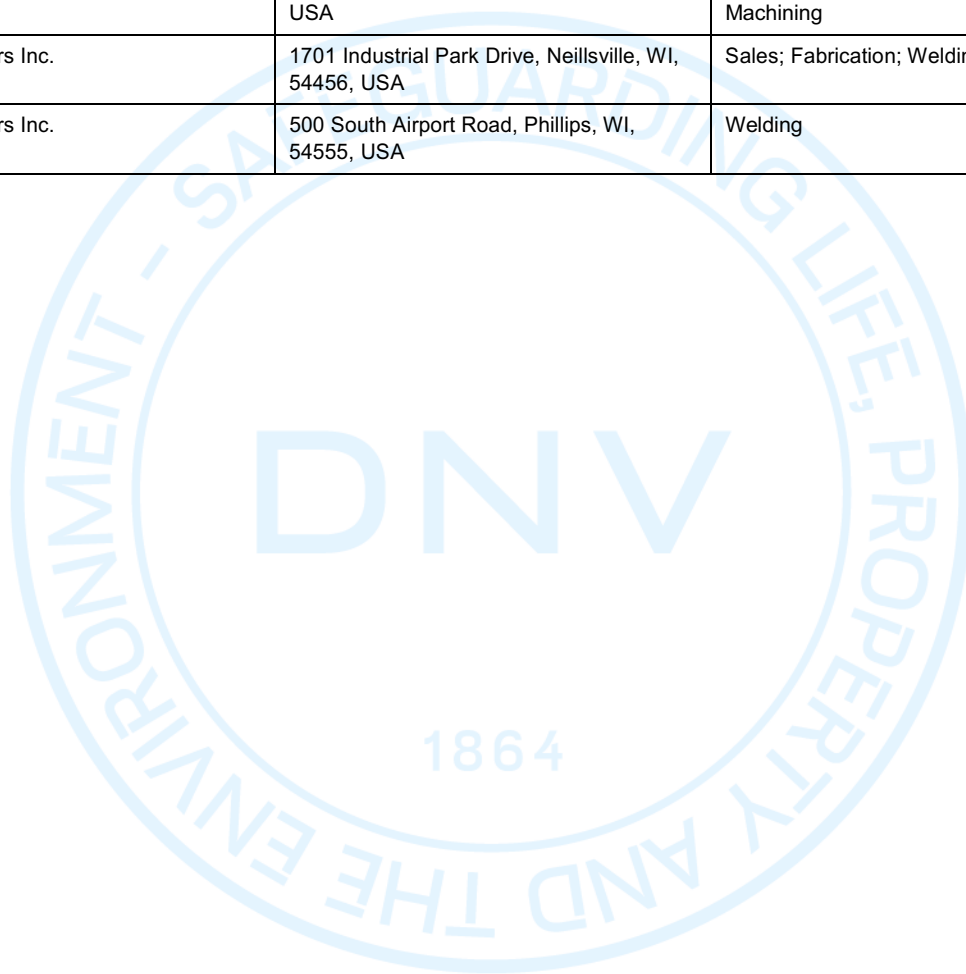 USA Machining
rs Inc. 1701 Industrial Park Drive, Neillsville, WI, Sales; Fabrication;
54456, USA
rs Inc. 500 South Airport Road, Phillips, WI, Welding
54555, USA
SAFEGUARDING LIFE, PROPERTY AND THE ENVIRONMENT -
DNV
1864